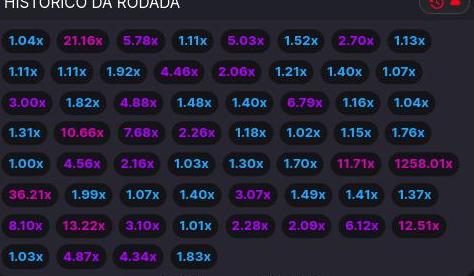 HISTÓRICO DA RODADA
1.04x 21.16x 5.78x 1.11x 5.03x 1.52x 2.70x 1.13x
1.11x 1.11x 1.92x 4.46x 2.06x 1.21x 1.40x 1.07x
3.00x 1.82x 4.88x 1.48x 1.40x 6.79x 1.16x 1.04x
1.31x 10.66x 7.68x 2.26x 1.18x 1.02x 1.15x 1.76x
1.00x 4.56x 2.16x 1.03x 1.30x 1.70x 11.71x 1258.01x
36.21x 1.99x 1.07x 1.40x 3.07x 1.49x 1.41x 1.37x
8.10x 13.22x 3.10x 1.01x 2.28x 2.09x 6.12x 12.51x
1.03x 4.87x 4.34x 1.83x